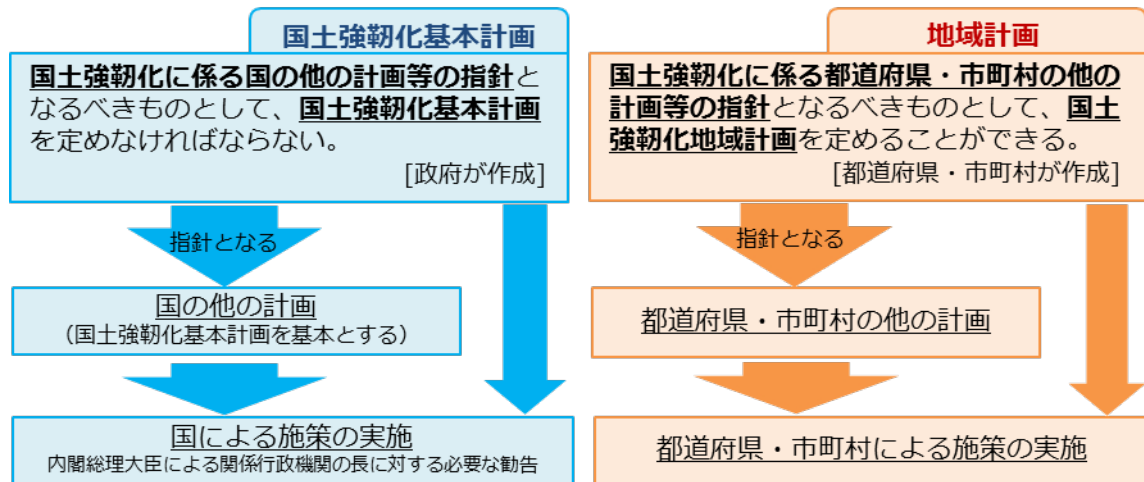 国土強靭化基本計画
国土強靭化に係る国の他の計画等の指針と
なるべきものとして、国土強靭化基本計画
を定めなければならない。
[政府が作成]
指針となる
国の他の計画
（国土強靭化基本計画を基本とする）
国による施策の実施
内閣総理大臣による関係行政機関の長に対する必要な勧告
地域計画
国土強靭化に係る都道府県・市町村の他の
計画等の指針となるべきものとして、国土
強靭化地域計画を定めることができる。
[都道府県・市町村が作成]
指針となる
都道府県・市町村の他の計画
都道府県・市町村による施策の実施